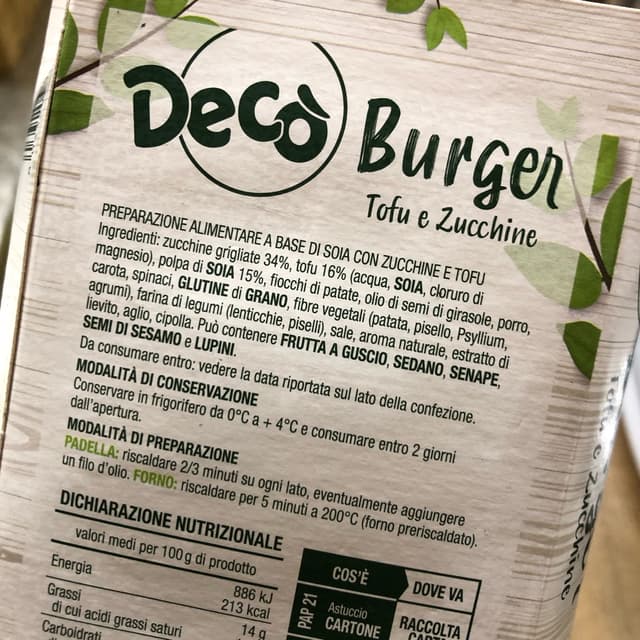 Decò Burger
Tofu e Zucchine
PREPARAZIONE ALIMENTARE A BASE DI SOIA CON ZUCCHINE E TOFU
Ingredienti: zucchine grigliate 34%, tofu 16% (acqua, SOIA, cloruro di
magnesio), polpa di SOIA 15%, fiocchi di patate, olio di semi di girasole, porro,
carota, spinaci, GLUTINE di GRANO, fibre vegetali (patata, pisello, Psyllium,
agrumi), farina di legumi (lenticchie, piselli), sale, aroma naturale, estratto di
lievito, aglio, cipolla. Può contenere FRUTTA A GUSCIO, SEDANO, SENAPE,
SEMI DI SESAMO e LUPINI.
Da consumare entro: vedere la data riportata sul lato della confezione.
MODALITÀ DI CONSERVAZIONE
Conservare in frigorifero da 0°C a + 4°C e consumare entro 2 giorni
dall'apertura.
MODALITÀ DI PREPARAZIONE
PADELLA: riscaldare 2/3 minuti su ogni lato, eventualmente aggiungere
un filo d'olio. FORNO: riscaldare per 5 minuti a 200°C (forno preriscaldato).
DICHIARAZIONE NUTRIZIONALE
valori medi per 100 g di prodotto
Energia 886 kJ
213 kcal
Grassi 14 g
di cui acidi grassi saturi
Carboidrati
COS'È DOVE VA
PAP 21
Astuccio RACCOLTA
CARTONE CARTA
e Zucchine